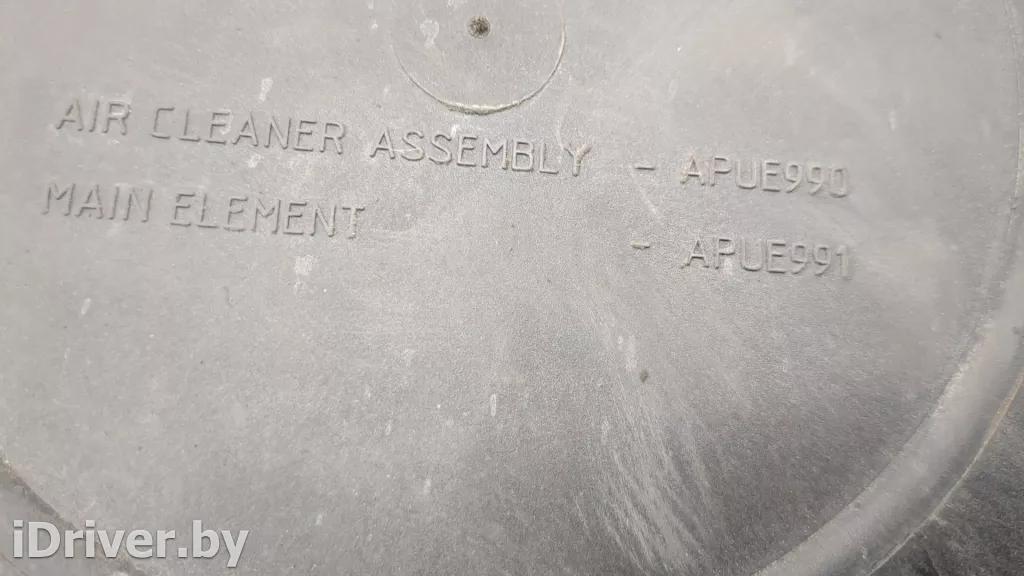 AIR CLEANER ASSEMBLY - APUE990
MAIN ELEMENT - APUE991
iDriver.by